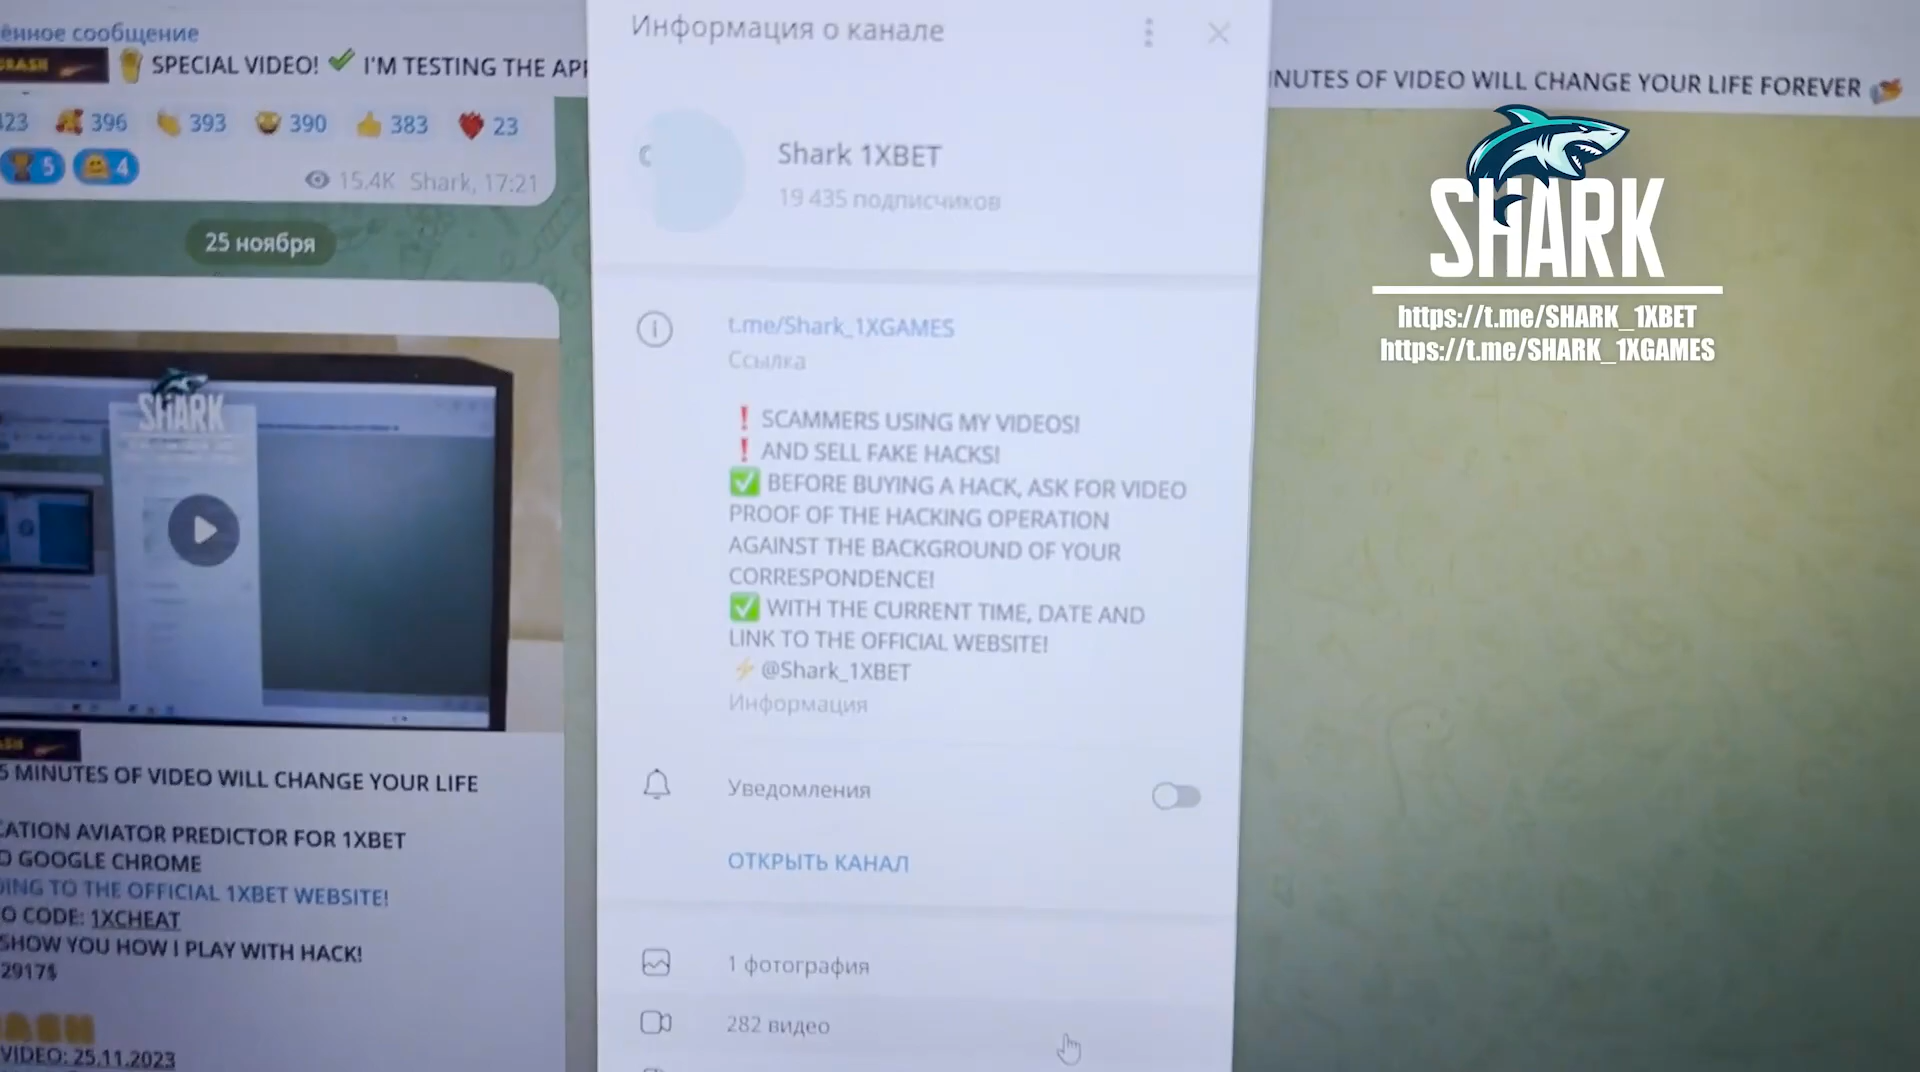 ённое сообщение
SPECIAL VIDEO! I'M TESTING THE APP
423 396 393 390 383 23
5 4
15.4K Shark, 17:21
25 ноября
SHARK
5 MINUTES OF VIDEO WILL CHANGE YOUR LIFE
CATION AVIATOR PREDICTOR FOR 1XBET
D GOOGLE CHROME
DING TO THE OFFICIAL 1XBET WEBSITE!
O CODE: 1XCHEAT
SHOW YOU HOW I PLAY WITH HACK!
2917$
VIDEO: 25.11.2023
Информация о канале
Shark 1XBET
19 435 подписчиков
t.me/Shark_1XGAMES
Ссылка
❗ SCAMMERS USING MY VIDEOS!
❗ AND SELL FAKE HACKS!
✅ BEFORE BUYING A HACK, ASK FOR VIDEO
PROOF OF THE HACKING OPERATION
AGAINST THE BACKGROUND OF YOUR
CORRESPONDENCE!
✅ WITH THE CURRENT TIME, DATE AND
LINK TO THE OFFICIAL WEBSITE!
⚡ @Shark_1XBET
Информация
Уведомления
ОТКРЫТЬ КАНАЛ
1 фотография
282 видео
INUTES OF VIDEO WILL CHANGE YOUR LIFE FOREVER
SHARK
https://t.me/SHARK_1XBET
https://t.me/SHARK_1XGAMES